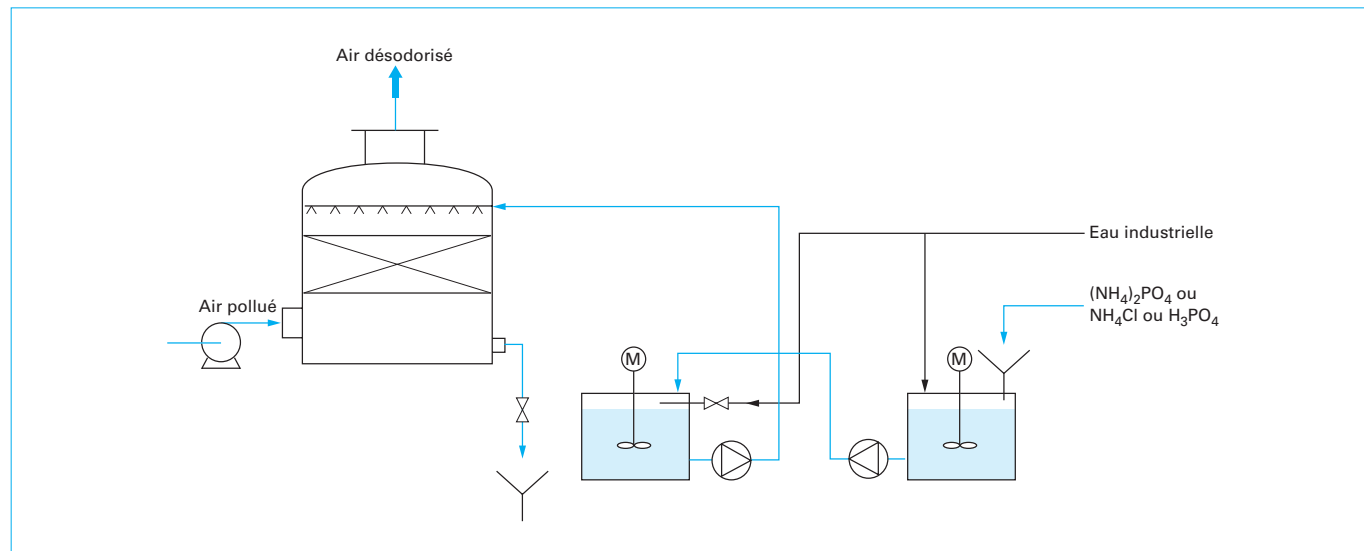 Air désodorisé
Air pollué
Eau industrielle
(NH₄)₂PO₄ ou
NH₄Cl ou H₃PO₄
M
M